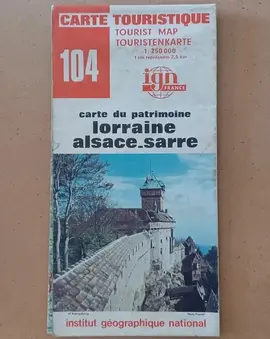 CARTE TOURISTIQUE
104
TOURIST MAP
TOURISTENKARTE
1:250 000
1 cm représente 2,5 km
ign
FRANCE
carte du patrimoine
lorraine
alsace-sarre
institut géographique national